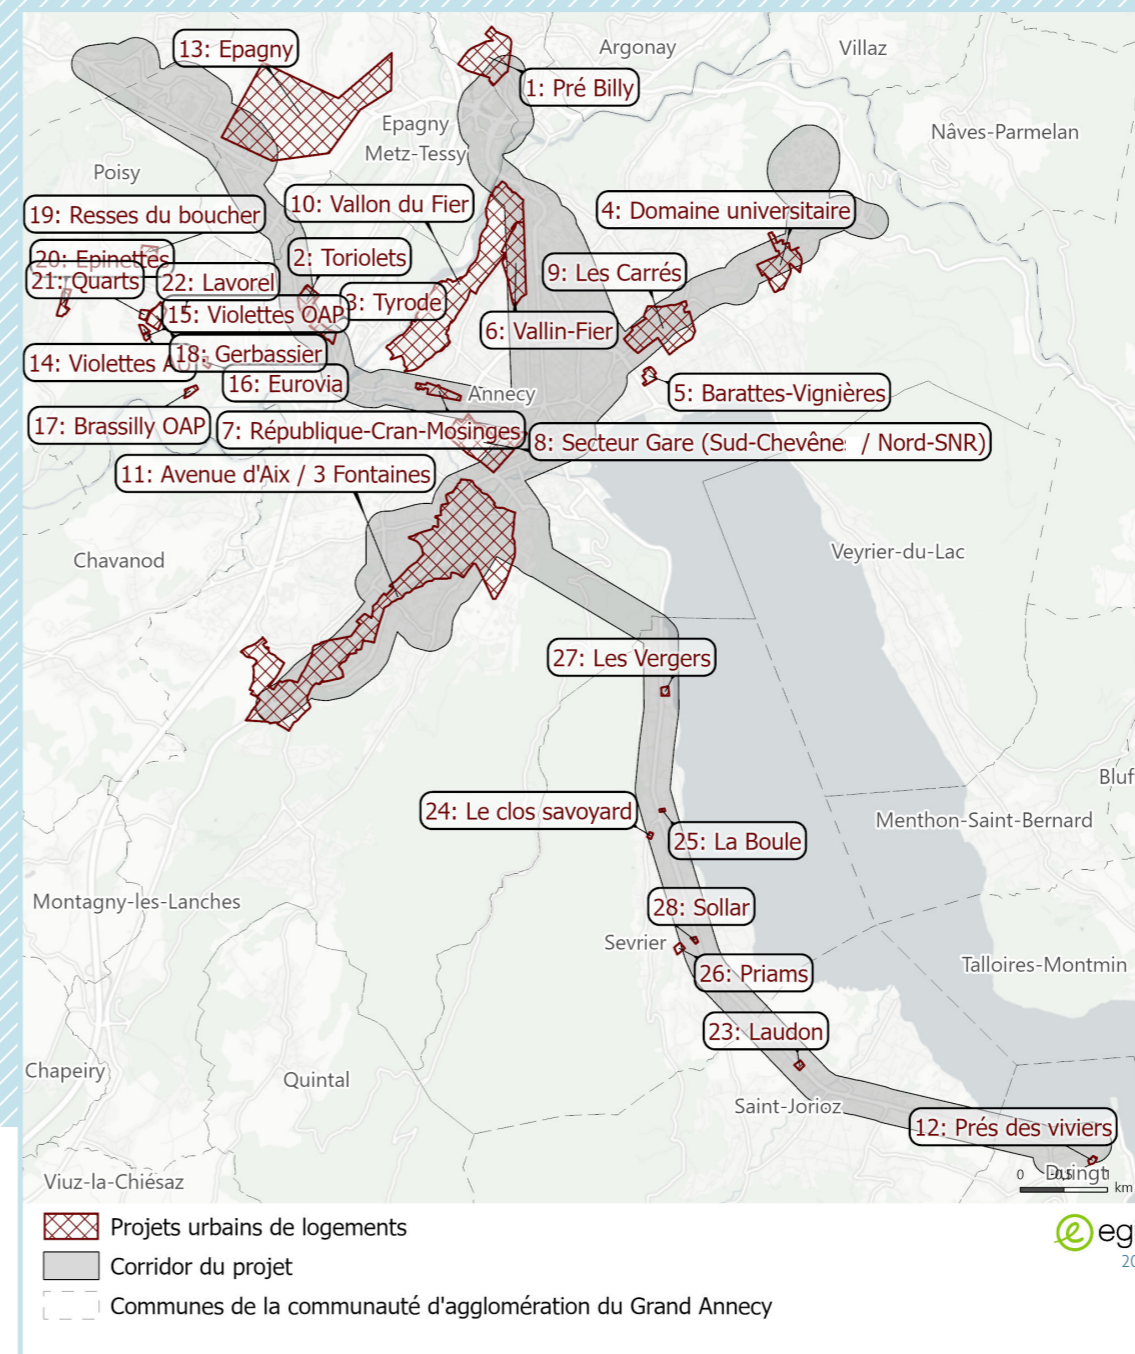 13: Epagny
Argonay
Villaz
1: Pré Billy
Epagny
Metz-Tessy
Nâves-Parmelan
Poisy
19: Resses du boucher
10: Vallon du Fier
4: Domaine universitaire
20: Epinettes
2: Toriolets
21: Quarts
22: Lavorel
9: Les Carrés
3: Tyrode
15: Violettes OAP
6: Vallin-Fier
14: Violettes
18: Gerbassier
16: Eurovia
Annecy
5: Barattes-Vignières
17: Brassilly OAP
7: République-Cran-Mosinges
8: Secteur Gare (Sud-Chevêne / Nord-SNR)
11: Avenue d'Aix / 3 Fontaines
Chavanod
Veyrier-du-Lac
27: Les Vergers
Bluf
24: Le clos savoyard
25: La Boule
Menthon-Saint-Bernard
Montagny-les-Lanches
28: Sollar
Sevrier
26: Priams
Talloires-Montmin
23: Laudon
Chapeiry
Quintal
Saint-Jorioz
12: Prés des viviers
Viuz-la-Chiésaz
Duingt
0 0,5 1 km
Projets urbains de logements
Corridor du projet
Communes de la communauté d'agglomération du Grand Annecy
eg
20